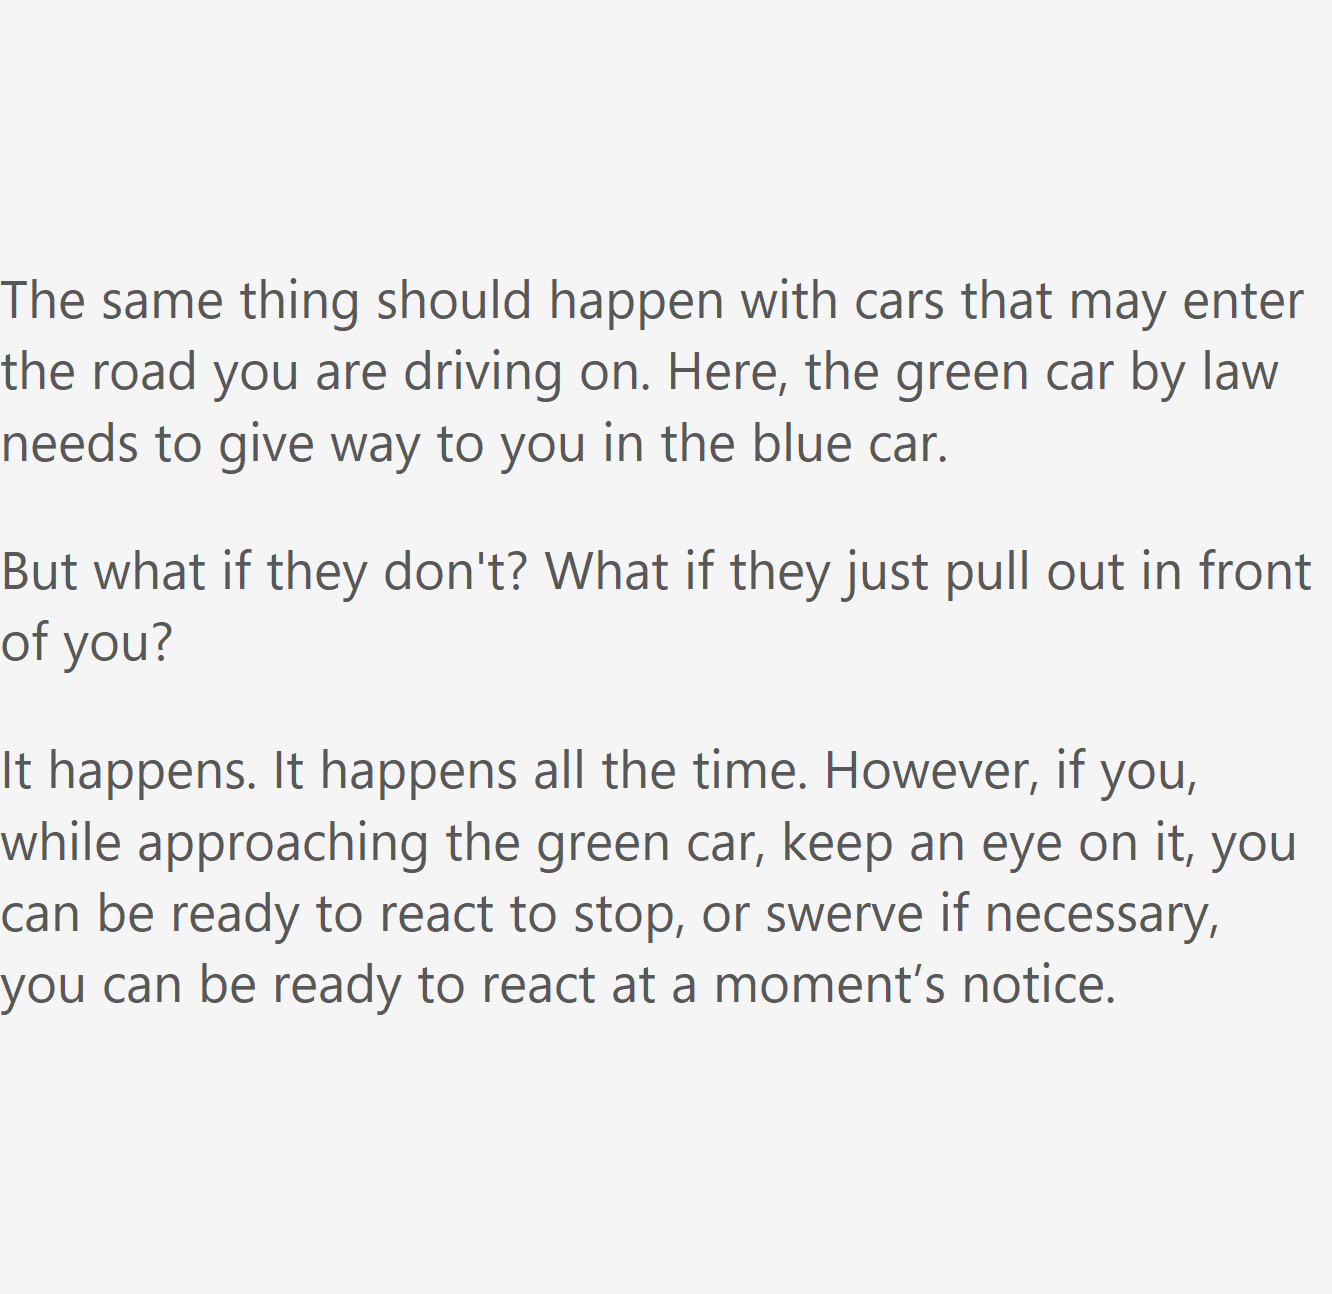 The same thing should happen with cars that may enter
the road you are driving on. Here, the green car by law
needs to give way to you in the blue car.
But what if they don't? What if they just pull out in front
of you?
It happens. It happens all the time. However, if you,
while approaching the green car, keep an eye on it, you
can be ready to react to stop, or swerve if necessary,
you can be ready to react at a moment’s notice.